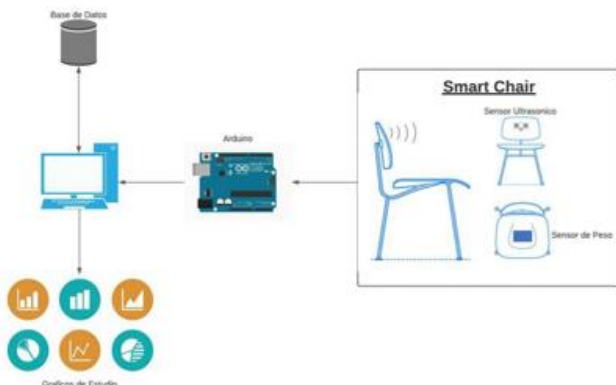 Base de Datos
Smart Chair
Sensor Ultrasonico
Arduino
Sensor de Peso
Graficos de Estudio